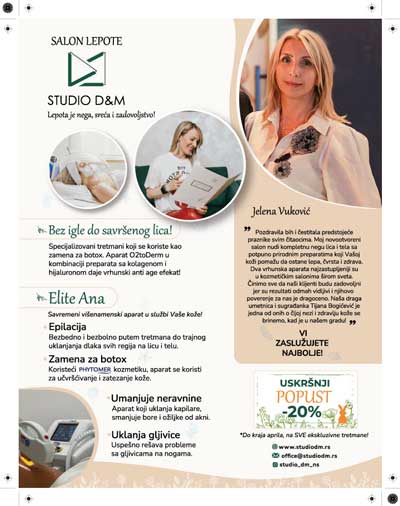 SALON LEPOTE
STUDIO D&M
Lepota je nega, sreća i zadovoljstvo!
Bez igle do savršenog lica!
Specijalizovani tretmani koji se koriste kao
zamena za botox. Aparat O2toDerm u
kombinaciji preparata sa kolagenom i
hijaluronom daje vrhunski anti age efekat!
Elite Ana
Savremeni višenamenski aparat u službi Vaše kože!
• Epilacija
Bezbedno i bezbolno putem tretmana do trajnog
uklanjanja dlaka svih regija na licu i telu.
• Zamena za botox
Koristeći PHYTOMER kozmetiku, aparat se koristi
za učvršćivanje i zatezanje kože.
• Umanjuje neravnine
Aparat koji uklanja kapilare,
smanjuje bore i ožiljke od akni.
• Uklanja gljivice
Uspešno rešava probleme
sa gljivicama na nogama.
Jelena Vuković
" Pozdravila bih i čestitala predstojeće
praznike svim čitaocima. Moj novootvoreni
salon nudi kompletnu negu lica i tela sa
potpuno prirodnim preparatima koji Vašoj
koži pomažu da ostane lepa, čvrsta i zdrava.
Dva vrhunska aparata najzastupljeniji su
u kozmetičkim salonima širom sveta.
Činimo sve da naši klijenti budu zadovoljni
jer su rezultati odmah vidljivi i njihovo
poverenje za nas je dragoceno. Naša draga
umetnica i sugrađanka Tijana Bogićević je
jedna od onih o čijoj nezi i zdravlju kože se
brinemo, kad je u našem gradu! "
VI
ZASLUŽUJETE
NAJBOLJE!
USKRŠNJI
POPUST
-20%
*Do kraja aprila, na SVE ekskluzivne tretmane!
www.studiodm.rs
office@studiodm.rs
studio_dm_ns